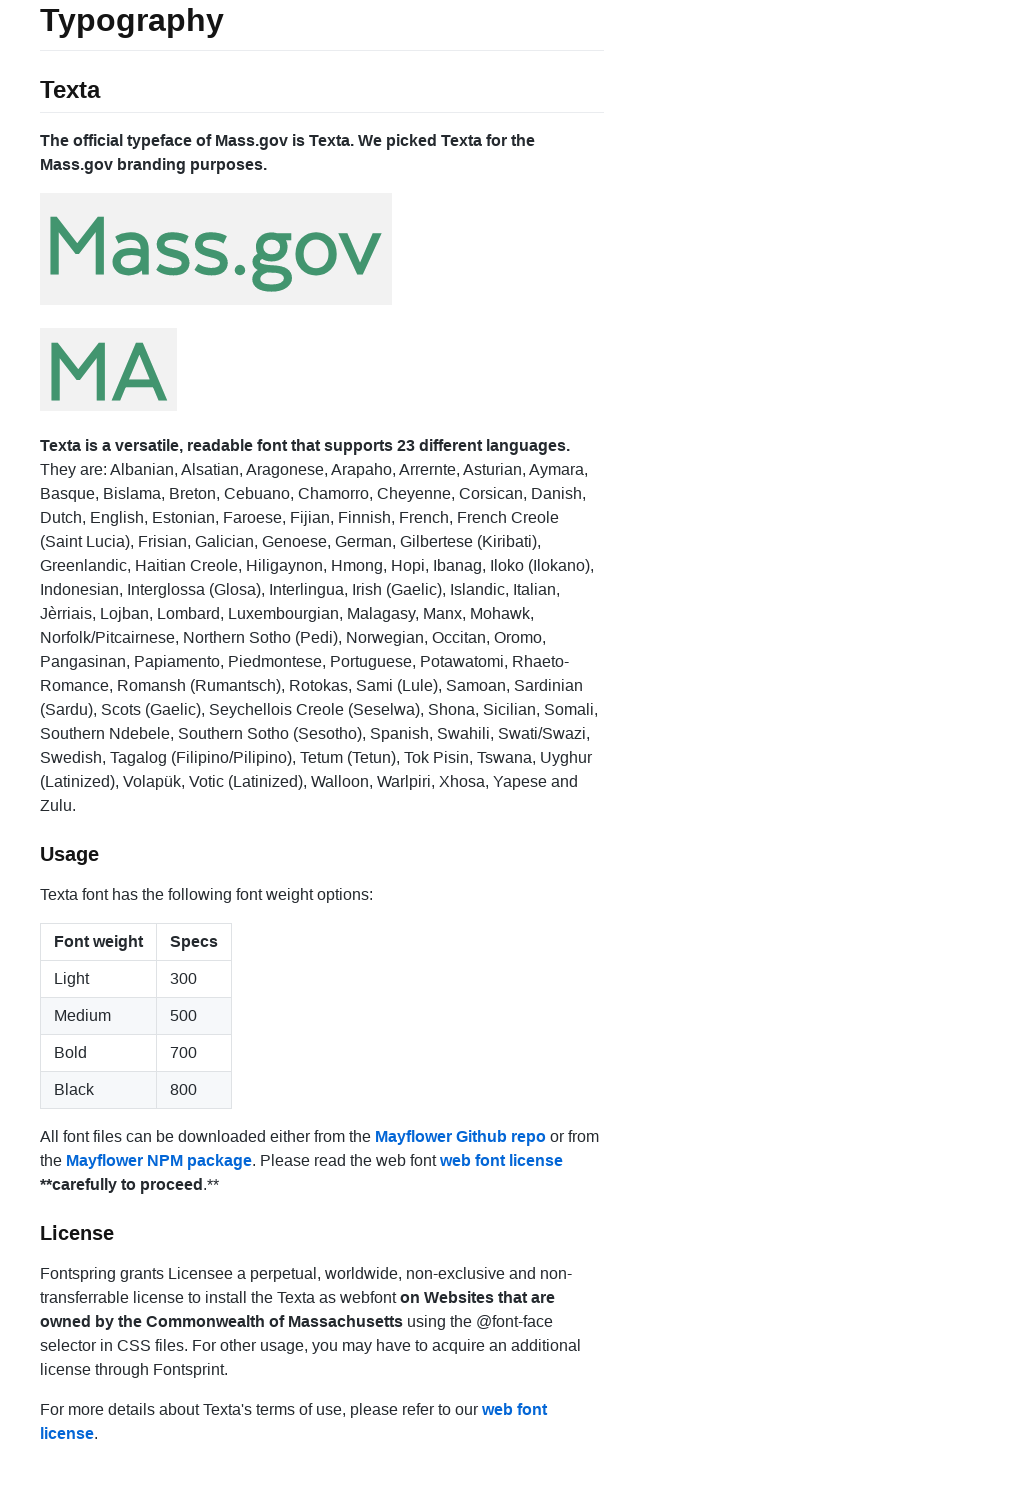 Typography
Texta
The official typeface of Mass.gov is Texta. We picked Texta for the
Mass.gov branding purposes.
Mass.gov
MA
Texta is a versatile, readable font that supports 23 different languages.
They are: Albanian, Alsatian, Aragonese, Arapaho, Arrernte, Asturian, Aymara,
Basque, Bislama, Breton, Cebuano, Chamorro, Cheyenne, Corsican, Danish,
Dutch, English, Estonian, Faroese, Fijian, Finnish, French, French Creole
(Saint Lucia), Frisian, Galician, Genoese, German, Gilbertese (Kiribati),
Greenlandic, Haitian Creole, Hiligaynon, Hmong, Hopi, Ibanag, Iloko (Ilokano),
Indonesian, Interglossa (Glosa), Interlingua, Irish (Gaelic), Islandic, Italian,
Jèrriais, Lojban, Lombard, Luxembourgian, Malagasy, Manx, Mohawk,
Norfolk/Pitcairnese, Northern Sotho (Pedi), Norwegian, Occitan, Oromo,
Pangasinan, Papiamento, Piedmontese, Portuguese, Potawatomi, Rhaeto-
Romance, Romansh (Rumantsch), Rotokas, Sami (Lule), Samoan, Sardinian
(Sardu), Scots (Gaelic), Seychellois Creole (Seselwa), Shona, Sicilian, Somali,
Southern Ndebele, Southern Sotho (Sesotho), Spanish, Swahili, Swati/Swazi,
Swedish, Tagalog (Filipino/Pilipino), Tetum (Tetun), Tok Pisin, Tswana, Uyghur
(Latinized), Volapük, Votic (Latinized), Walloon, Warlpiri, Xhosa, Yapese and
Zulu.
Usage
Texta font has the following font weight options:
Font weight Specs
Light 300
Medium 500
Bold 700
Black 800
All font files can be downloaded either from the Mayflower Github repo or from
the Mayflower NPM package. Please read the web font license
**carefully to proceed.**
License
Fontspring grants Licensee a perpetual, worldwide, non-exclusive and non-
transferrable license to install the Texta as webfont on Websites that are
owned by the Commonwealth of Massachusetts using the @font-face
selector in CSS files. For other usage, you may have to acquire an additional
license through Fontsprint.
For more details about Texta's terms of use, please refer to our web font
license.